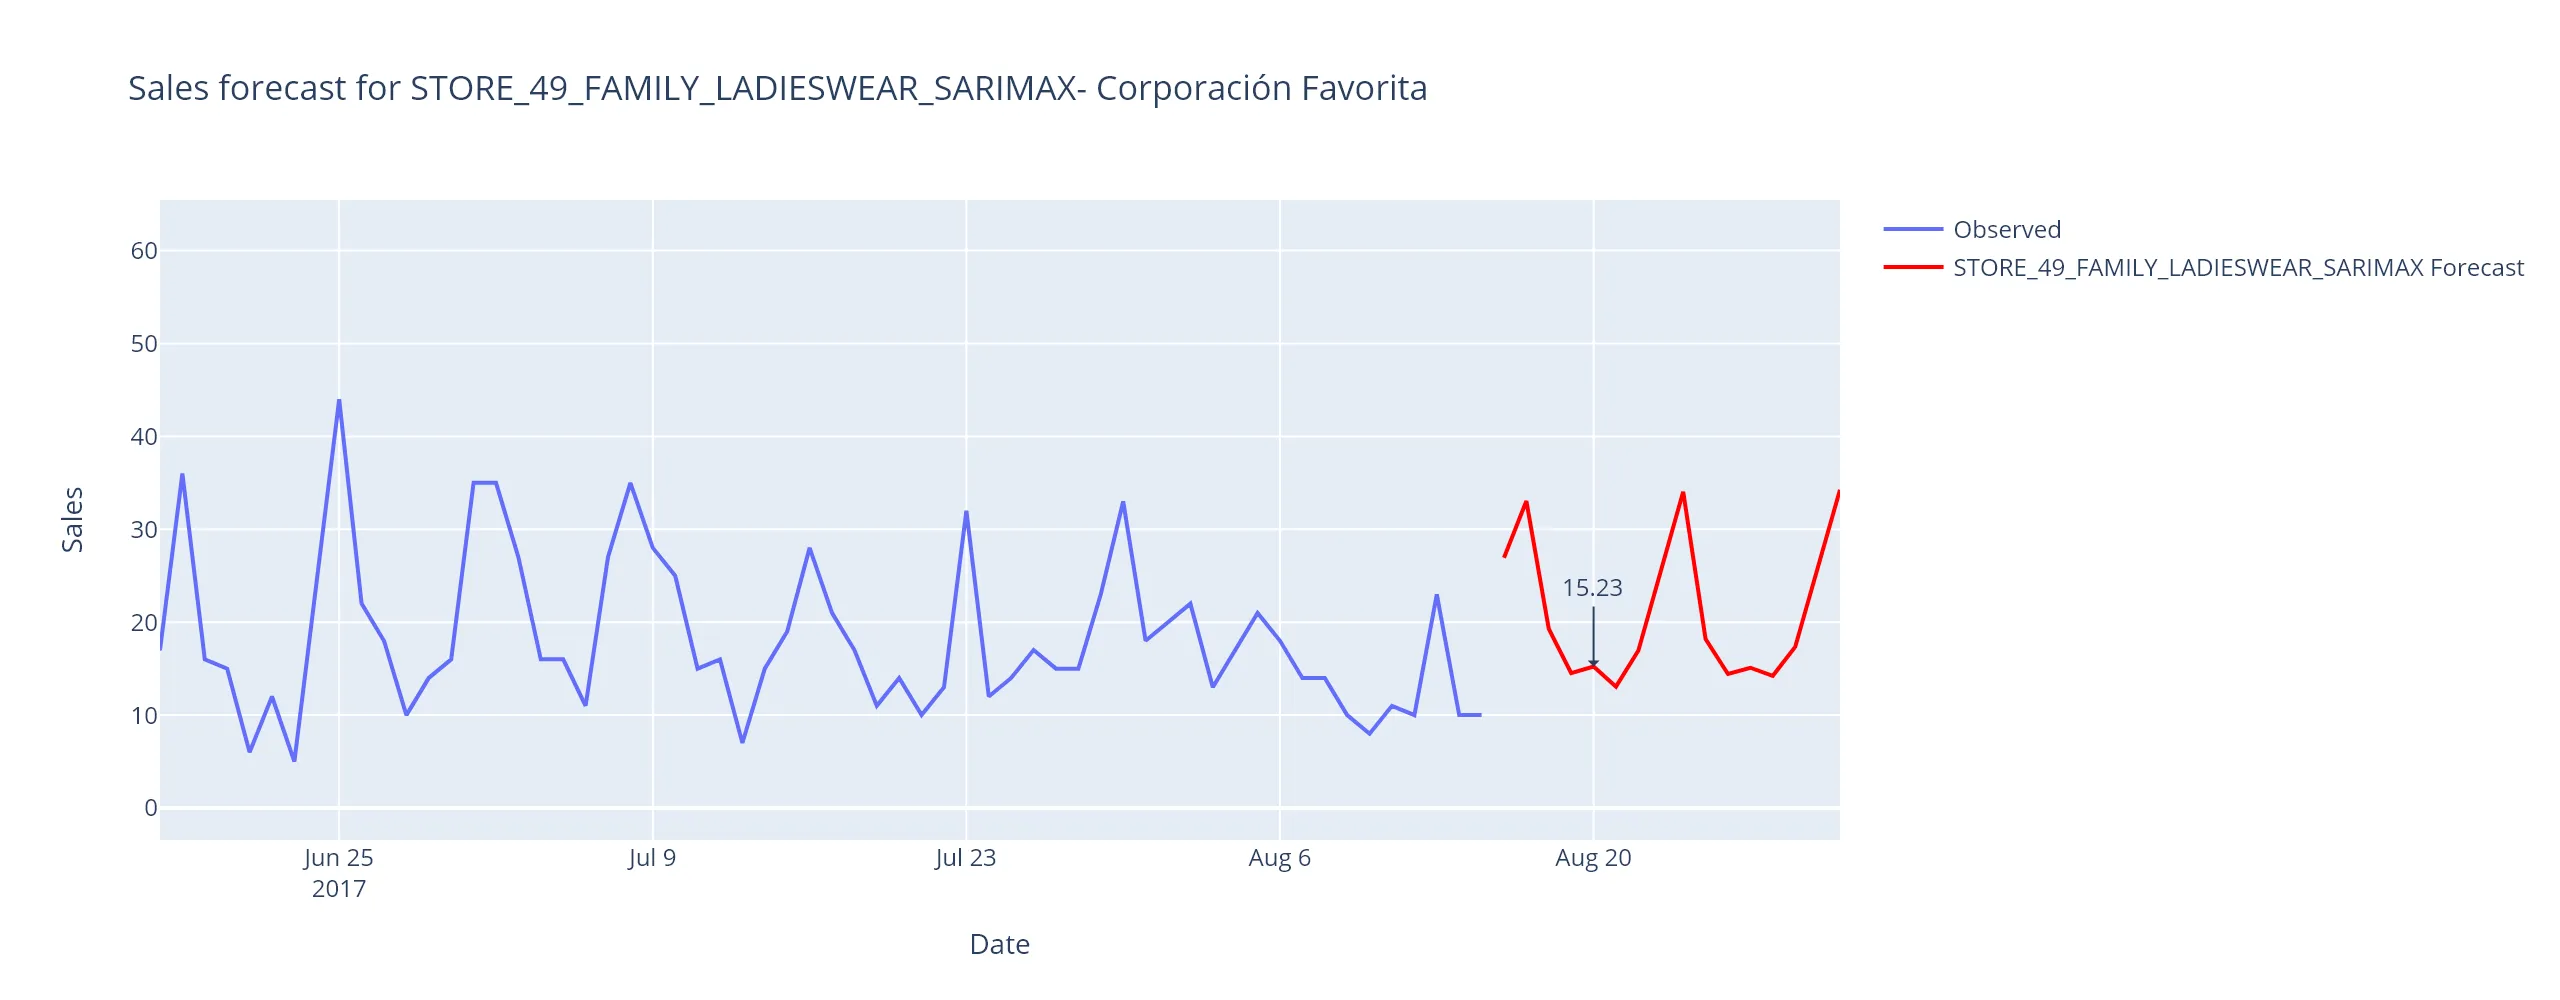 Sales forecast for STORE_49_FAMILY_LADIESWEAR_SARIMAX- Corporación Favorita
Observed
STORE_49_FAMILY_LADIESWEAR_SARIMAX Forecast
60
50
40
30
20
10
0
Sales
15.23
Jun 25
2017
Jul 9
Jul 23
Aug 6
Aug 20
Date